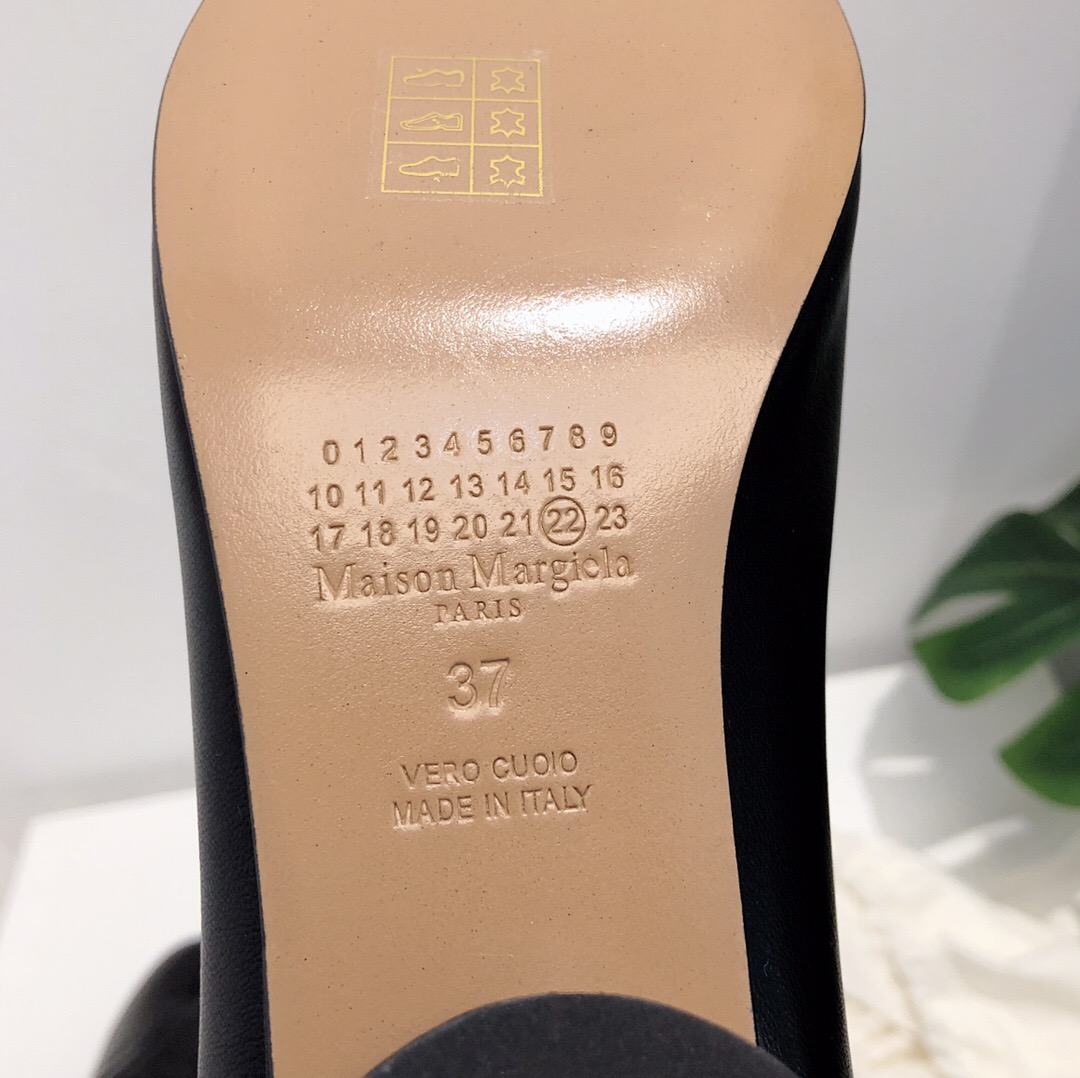 0 1 2 3 4 5 6 7 8 9
10 11 12 13 14 15 16
17 18 19 20 21 22 23
Maison Margiela
PARIS
37
VERO CUOIO
MADE IN ITALY